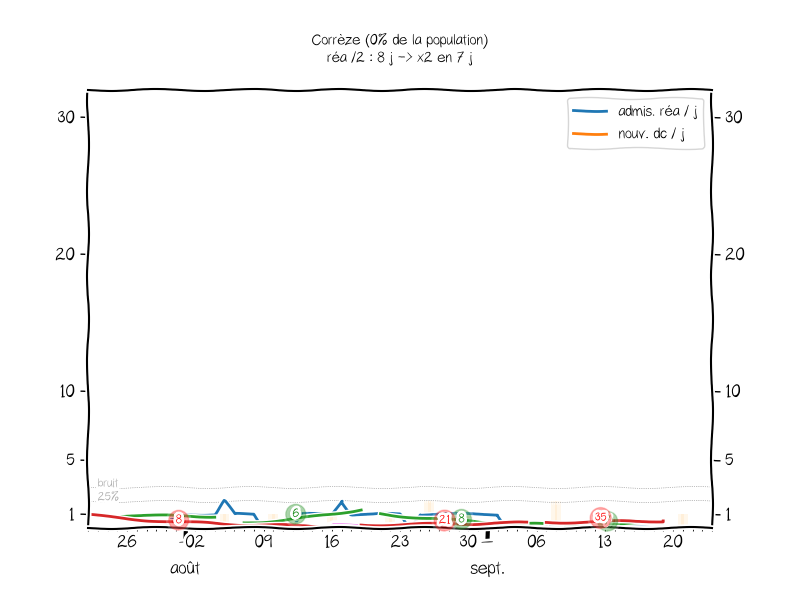 Corrèze (0% de la population)
réa /2 : 8 j -> x2 en 7 j
admis. réa / j
nouv. dc / j
30 30
20 20
10 10
5 5
bruit
25%
1 1
8 6 21 8 35
26 02 09 16 23 30 06 13 20
août sept.